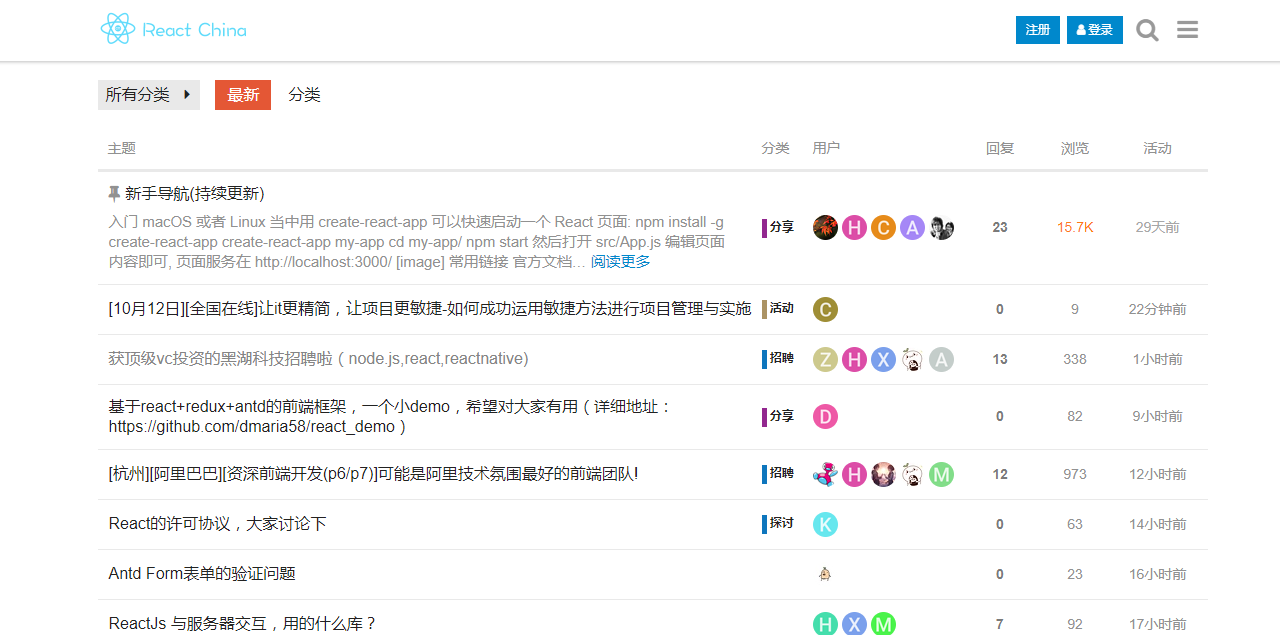 React China
注册 登录
所有分类 最新 分类
主题 分类 用户 回复 浏览 活动
新手导航(持续更新)
入门 macOS 或者 Linux 当中用 create-react-app 可以快速启动一个 React 页面: npm install -g
create-react-app create-react-app my-app cd my-app/ npm start 然后打开 src/App.js 编辑页面
内容即可, 页面服务在 http://localhost:3000/ [image] 常用链接 官方文档… 阅读更多
分享 H C A 23 15.7K 29天前
[10月12日][全国在线]让it更精简，让项目更敏捷-如何成功运用敏捷方法进行项目管理与实施 活动 C 0 9 22分钟前
获顶级vc投资的黑湖科技招聘啦（node.js,react,reactnative） 招聘 Z H X A 13 338 1小时前
基于react+redux+antd的前端框架，一个小demo，希望对大家有用（详细地址：
https://github.com/dmaria58/react_demo）
分享 D 0 82 9小时前
[杭州][阿里巴巴][资深前端开发(p6/p7)]可能是阿里技术氛围最好的前端团队! 招聘 H M 12 973 12小时前
React的许可协议，大家讨论下 探讨 K 0 63 14小时前
Antd Form表单的验证问题 0 23 16小时前
ReactJs 与服务器交互，用的什么库？ H X M 7 92 17小时前